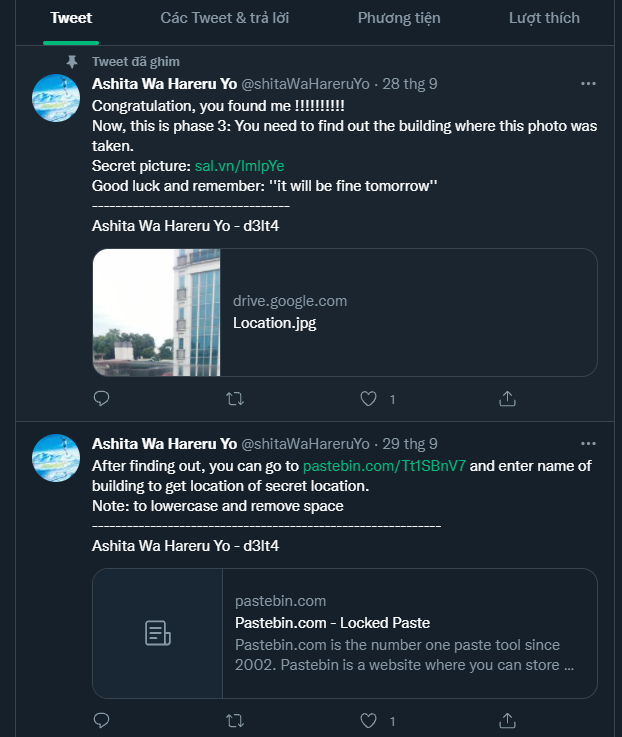 Tweet
Các Tweet & trả lời
Phương tiện
Lượt thích
Tweet đã ghim
Ashita Wa Hareru Yo @shitaWaHareruYo · 28 thg 9
Congratulation, you found me !!!!!!!!!!
Now, this is phase 3: You need to find out the building where this photo was
taken.
Secret picture: sal.vn/lmlpYe
Good luck and remember: ''it will be fine tomorrow''
---------------------------------
Ashita Wa Hareru Yo - d3lt4
drive.google.com
Location.jpg
1
Ashita Wa Hareru Yo @shitaWaHareruYo · 29 thg 9
After finding out, you can go to pastebin.com/Tt1SBnV7 and enter name of
building to get location of secret location.
Note: to lowercase and remove space
----------------------------------------------------------
Ashita Wa Hareru Yo - d3lt4
pastebin.com
Pastebin.com - Locked Paste
Pastebin.com is the number one paste tool since
2002. Pastebin is a website where you can store ...
1